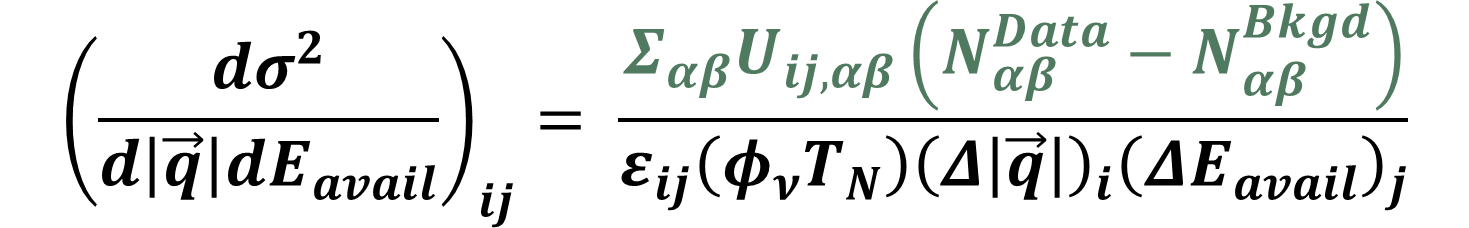 (dσ²/d|q⃗|dE_avail)_ij = Σ_αβ U_ij,αβ (N_αβ^Data − N_αβ^Bkgd) / ε_ij(ϕ_ν T_N)(Δ|q⃗|)_i(ΔE_avail)_j